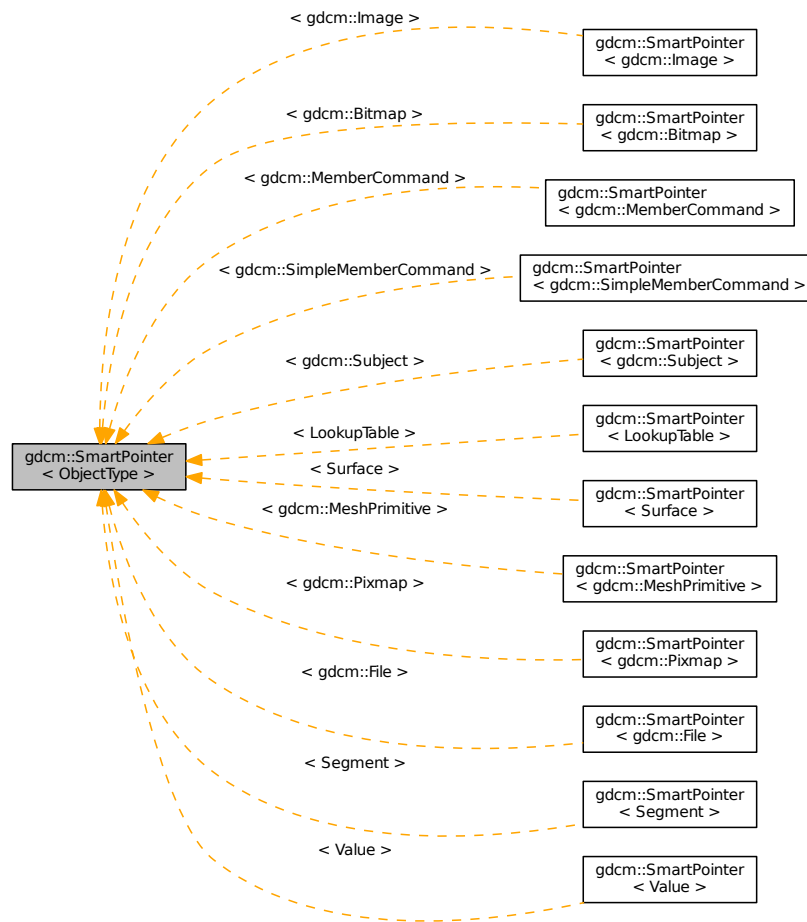 < gdcm::Image >
gdcm::SmartPointer
< gdcm::Image >
< gdcm::Bitmap >
gdcm::SmartPointer
< gdcm::Bitmap >
< gdcm::MemberCommand >
gdcm::SmartPointer
< gdcm::MemberCommand >
< gdcm::SimpleMemberCommand >
gdcm::SmartPointer
< gdcm::SimpleMemberCommand >
< gdcm::Subject >
gdcm::SmartPointer
< gdcm::Subject >
< LookupTable >
gdcm::SmartPointer
< LookupTable >
gdcm::SmartPointer
< ObjectType >
< Surface >
gdcm::SmartPointer
< Surface >
< gdcm::MeshPrimitive >
gdcm::SmartPointer
< gdcm::MeshPrimitive >
< gdcm::Pixmap >
gdcm::SmartPointer
< gdcm::Pixmap >
< gdcm::File >
gdcm::SmartPointer
< gdcm::File >
< Segment >
gdcm::SmartPointer
< Segment >
< Value >
gdcm::SmartPointer
< Value >